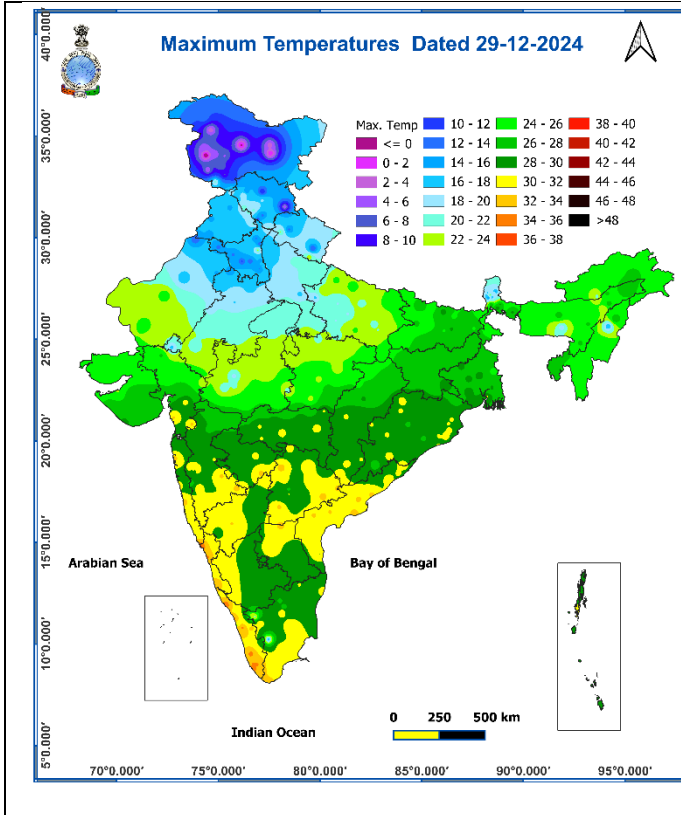 Maximum Temperatures Dated 29-12-2024
Max. Temp
<= 0
0 - 2
2 - 4
4 - 6
6 - 8
8 - 10
10 - 12
12 - 14
14 - 16
16 - 18
18 - 20
20 - 22
22 - 24
24 - 26
26 - 28
28 - 30
30 - 32
32 - 34
34 - 36
36 - 38
38 - 40
40 - 42
42 - 44
44 - 46
46 - 48
>48
40°0.000'
35°0.000'
30°0.000'
25°0.000'
20°0.000'
15°0.000'
10°0.000'
5°0.000'
Arabian Sea
Bay of Bengal
Indian Ocean
0 250 500 km
70°0.000' 75°0.000' 80°0.000' 85°0.000' 90°0.000' 95°0.000'